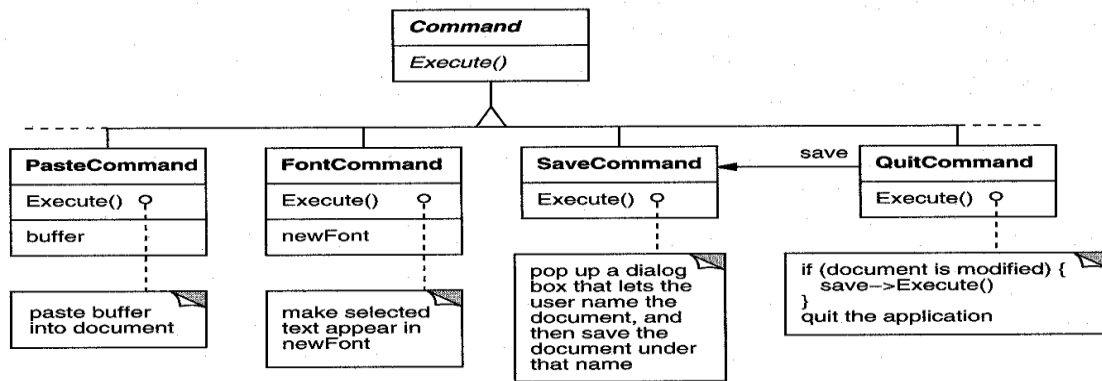 Command
Execute()
PasteCommand
Execute()
buffer
paste buffer
into document
FontCommand
Execute()
newFont
make selected
text appear in
newFont
SaveCommand
Execute()
pop up a dialog
box that lets the
user name the
document, and
then save the
document under
that name
save
QuitCommand
Execute()
if (document is modified) {
save–>Execute()
}
quit the application